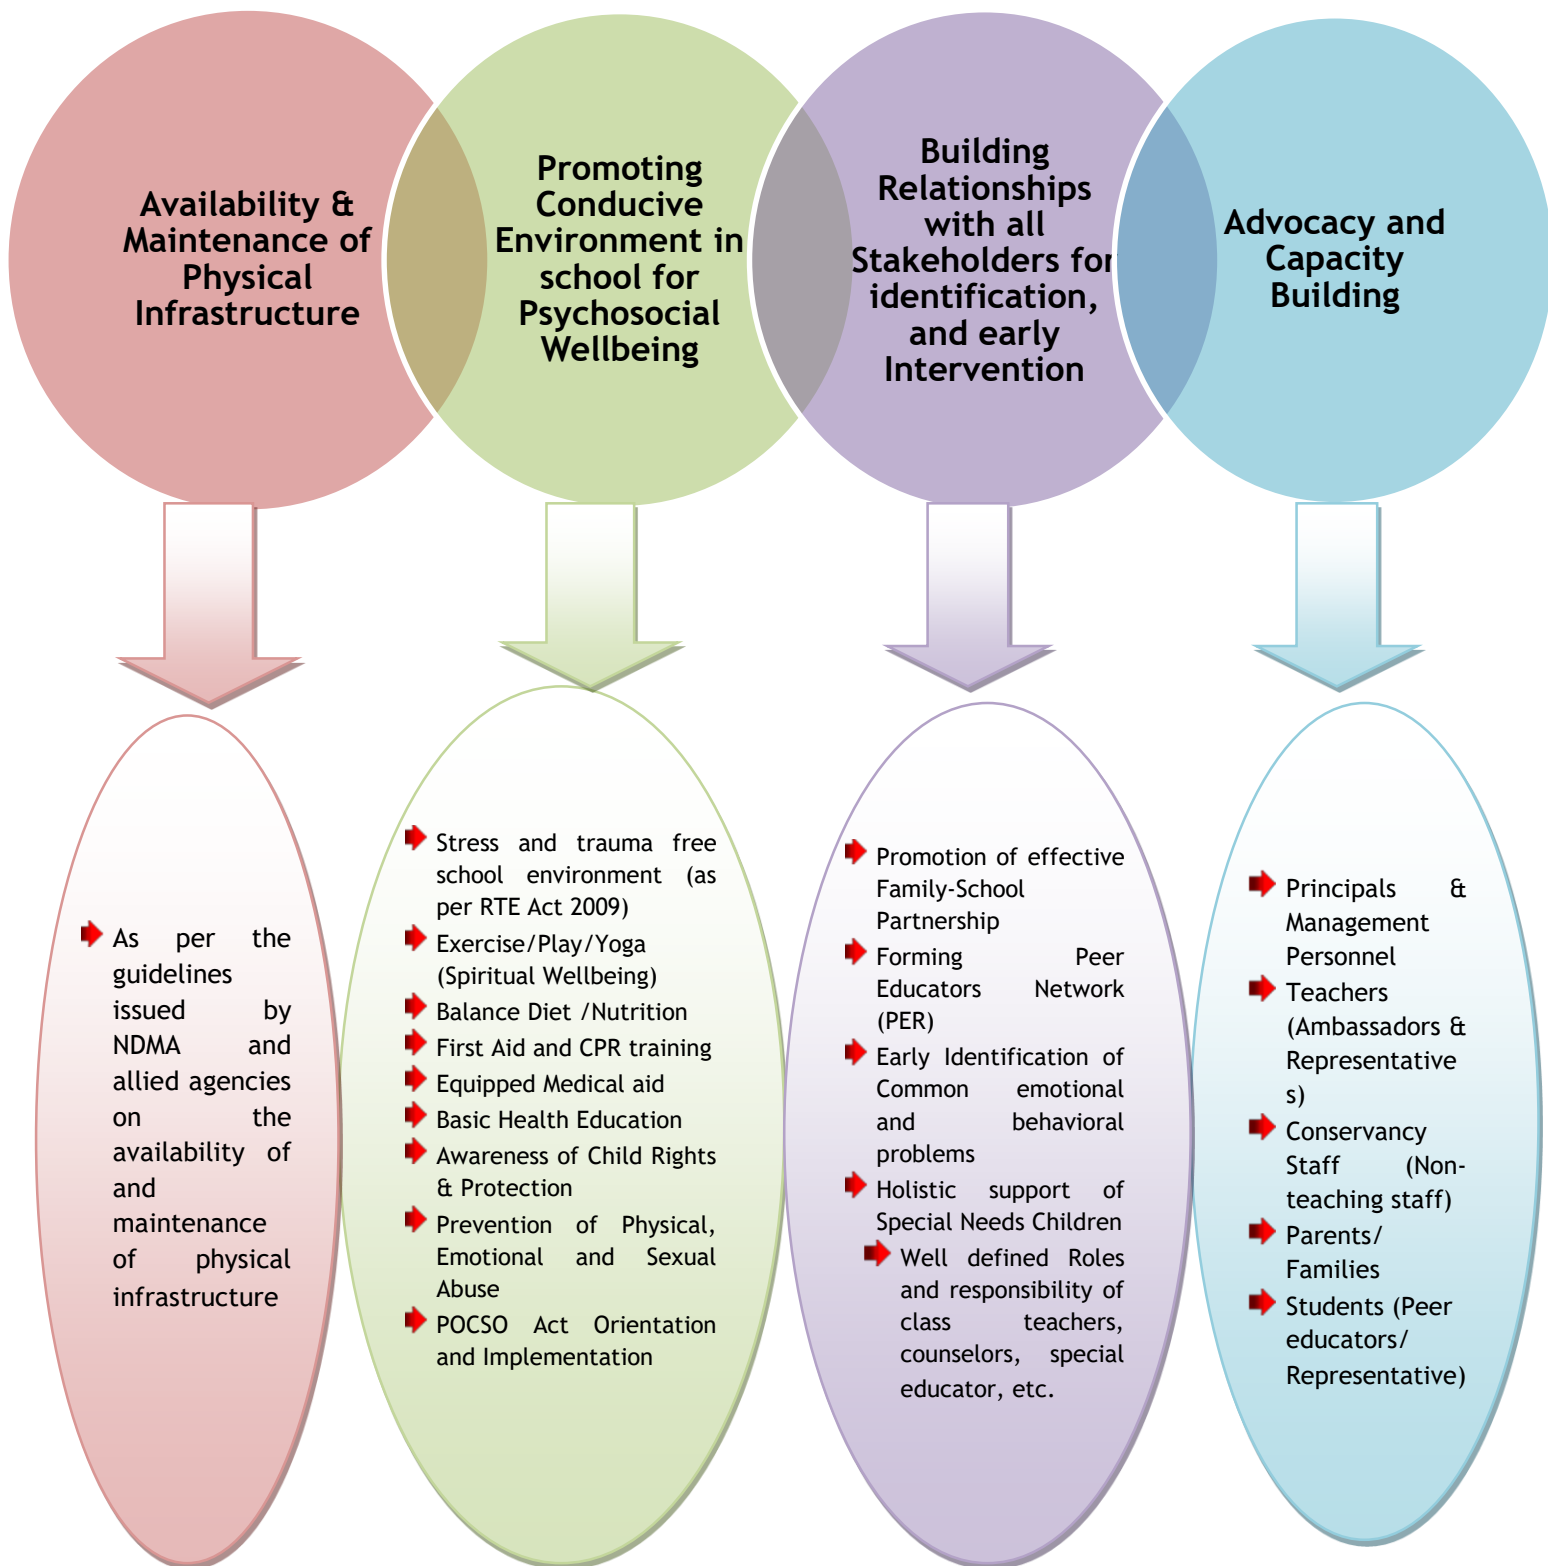 Availability &
Maintenance of
Physical
Infrastructure
Promoting
Conducive
Environment in
school for
Psychosocial
Wellbeing
Building
Relationships
with all
Stakeholders for
identification,
and early
Intervention
Advocacy and
Capacity
Building
As per the
guidelines
issued by
NDMA and
allied agencies
on the
availability of
and
maintenance
of physical
infrastructure
Stress and trauma free
school environment (as
per RTE Act 2009)
Exercise/Play/Yoga
(Spiritual Wellbeing)
Balance Diet /Nutrition
First Aid and CPR training
Equipped Medical aid
Basic Health Education
Awareness of Child Rights
& Protection
Prevention of Physical,
Emotional and Sexual
Abuse
POCSO Act Orientation
and Implementation
Promotion of effective
Family-School
Partnership
Forming Peer
Educators Network
(PER)
Early Identification of
Common emotional
and behavioral
problems
Holistic support of
Special Needs Children
Well defined Roles
and responsibility of
class teachers,
counselors, special
educator, etc.
Principals &
Management
Personnel
Teachers
(Ambassadors &
Representative
s)
Conservancy
Staff (Non-
teaching staff)
Parents/
Families
Students (Peer
educators/
Representative)